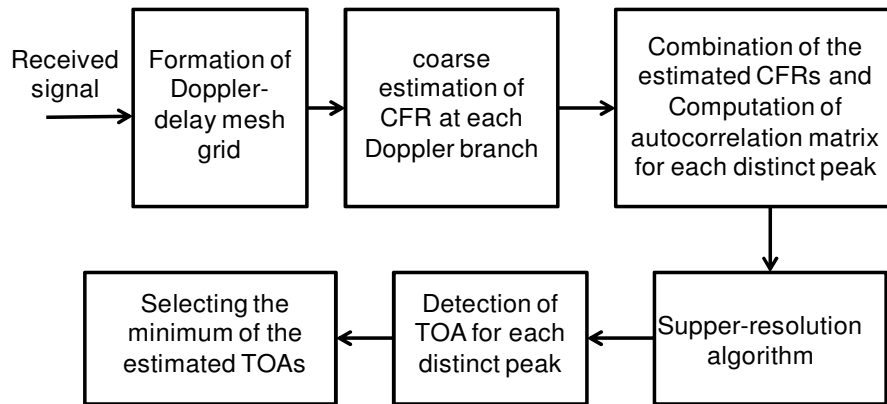 Received
signal
Formation of
Doppler-
delay mesh
grid
coarse
estimation of
CFR at each
Doppler branch
Combination of the
estimated CFRs and
Computation of
autocorrelation matrix
for each distinct peak
Supper-resolution
algorithm
Detection of
TOA for each
distinct peak
Selecting the
minimum of the
estimated TOAs